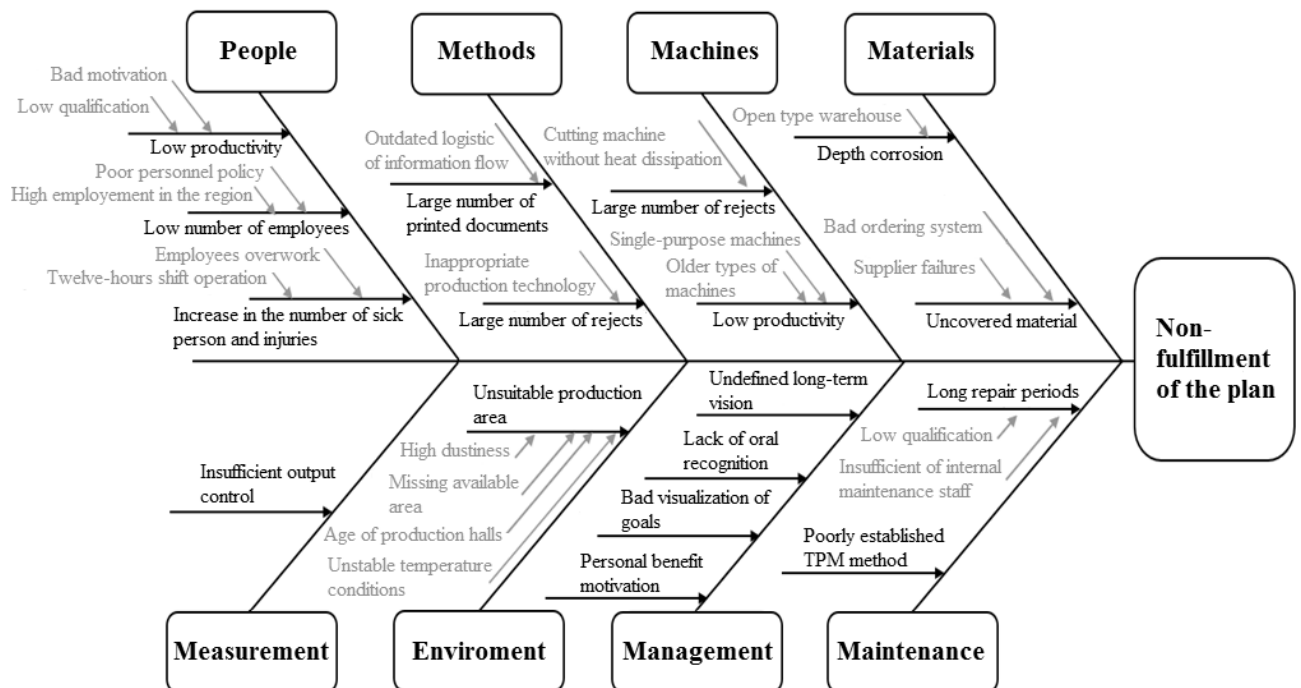 People
Methods
Machines
Materials
Bad motivation
Low qualification
Low productivity
Poor personnel policy
High employement in the region
Low number of employees
Employees overwork
Twelve-hours shift operation
Increase in the number of sick
person and injuries
Outdated logistic
of information flow
Large number of
printed documents
Inappropriate
production technology
Large number of rejects
Cutting machine
without heat dissipation
Large number of rejects
Single-purpose machines
Older types of
machines
Low productivity
Open type warehouse
Depth corrosion
Bad ordering system
Supplier failures
Uncovered material
Non-
fulfillment
of the plan
Insufficient output
control
Unsuitable production
area
High dustiness
Missing available
area
Age of production halls
Unstable temperature
conditions
Undefined long-term
vision
Lack of oral
recognition
Bad visualization of
goals
Personal benefit
motivation
Long repair periods
Low qualification
Insufficient of internal
maintenance staff
Poorly established
TPM method
Measurement
Enviroment
Management
Maintenance